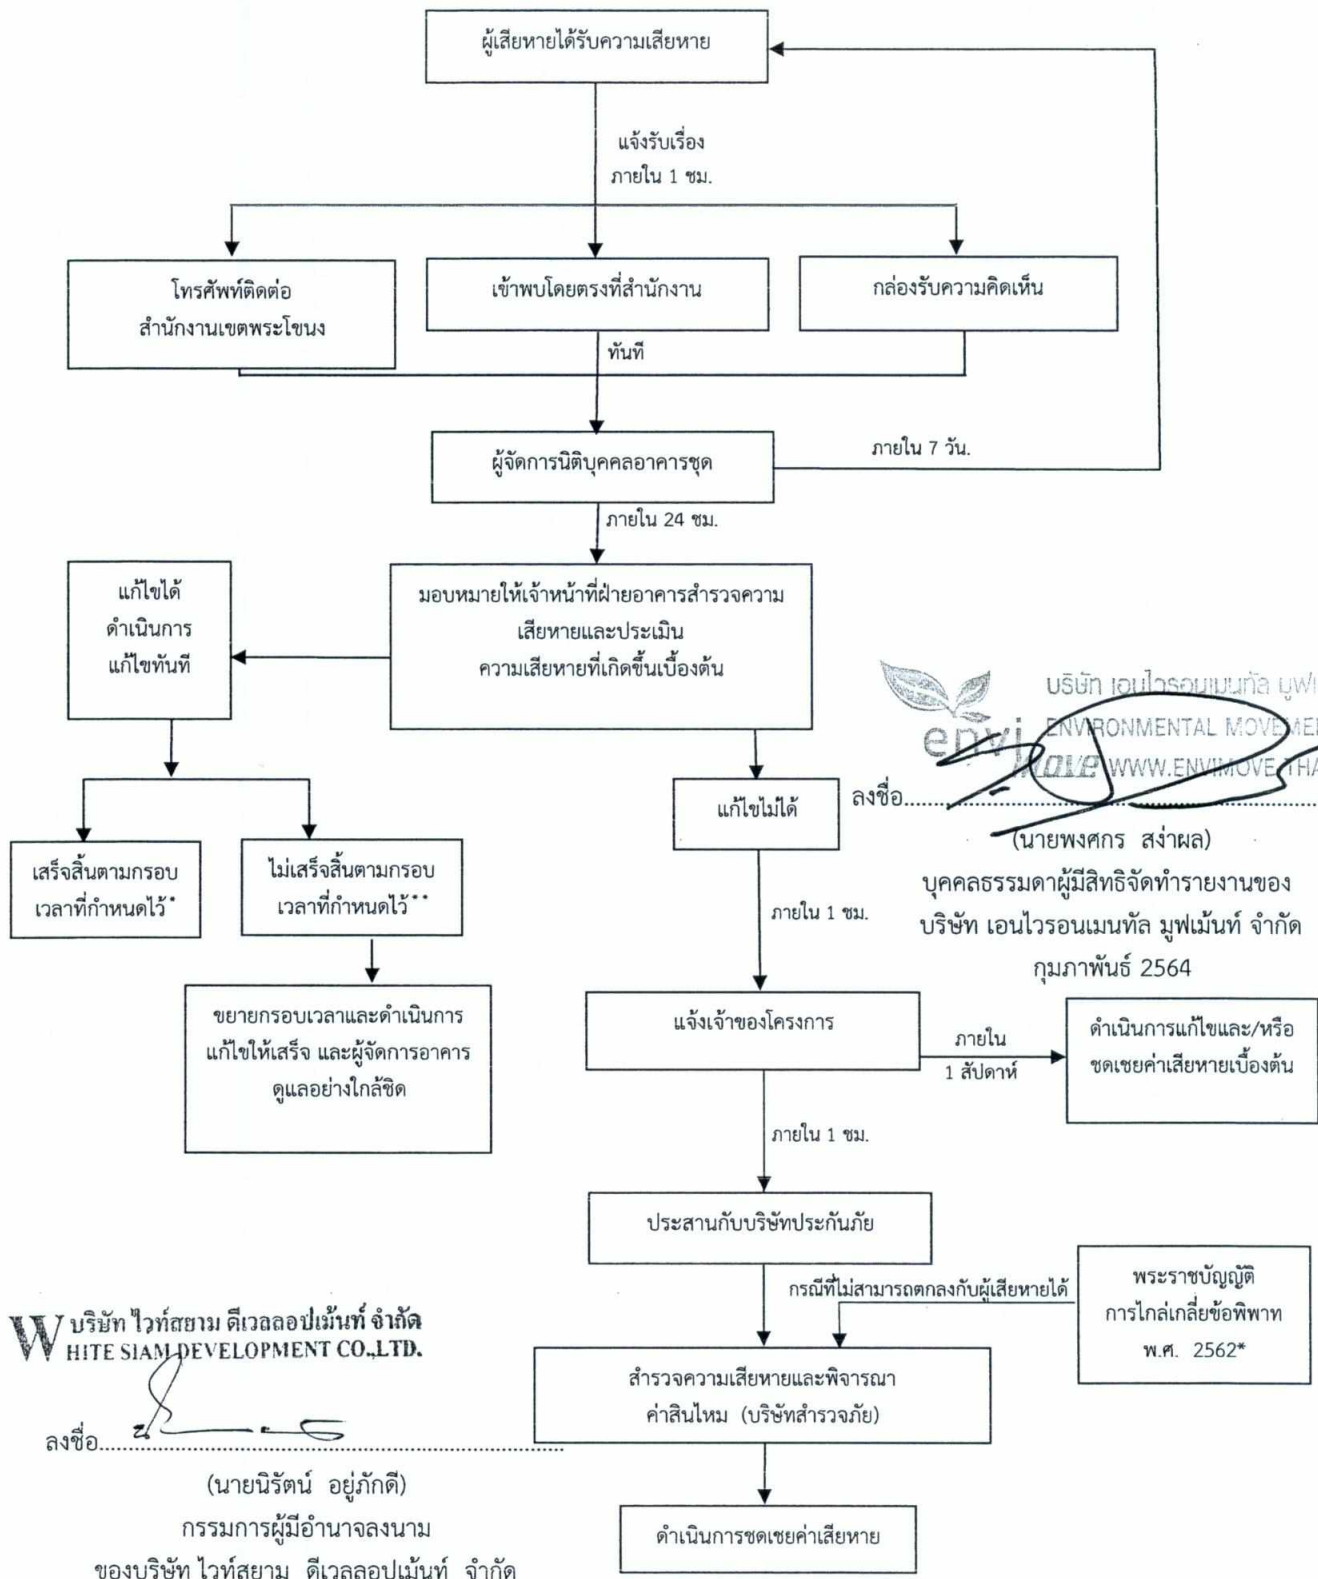 ผู้เสียหายได้รับความเสียหาย
แจ้งรับเรื่อง
ภายใน 1 ชม.
โทรศัพท์ติดต่อ
สำนักงานเขตพระโขนง
เข้าพบโดยตรงที่สำนักงาน
กล่องรับความคิดเห็น
ทันที
ผู้จัดการนิติบุคคลอาคารชุด
ภายใน 7 วัน.
ภายใน 24 ชม.
แก้ไขได้
ดำเนินการ
แก้ไขทันที
มอบหมายให้เจ้าหน้าที่ฝ่ายอาคารสำรวจความ
เสียหายและประเมิน
ความเสียหายที่เกิดขึ้นเบื้องต้น
บริษัท เอนไวรอนเมนทัล
envi ENVIRONMENTAL
move WWW.ENVIMOVE
ลงชื่อ
(นายพงศกร สง่าผล)
บุคคลธรรมดาผู้มีสิทธิจัดทำรายงานของ
บริษัท เอนไวรอนเมนทัล มูฟเม้นท์ จำกัด
กุมภาพันธ์ 2564
แก้ไขไม่ได้
เสร็จสิ้นตามกรอบ
เวลาที่กำหนดไว้*
ไม่เสร็จสิ้นตามกรอบ
เวลาที่กำหนดไว้**
ภายใน 1 ชม.
ขยายกรอบเวลาและดำเนินการ
แก้ไขให้เสร็จ และผู้จัดการอาคาร
ดูแลอย่างใกล้ชิด
แจ้งเจ้าของโครงการ
ภายใน
1 สัปดาห์
ดำเนินการแก้ไขและ/หรือ
ชดเชยค่าเสียหายเบื้องต้น
ภายใน 1 ชม.
ประสานกับบริษัทประกันภัย
กรณีที่ไม่สามารถตกลงกับผู้เสียหายได้
พระราชบัญญัติ
การไกล่เกลี่ยข้อพิพาท
พ.ศ. 2562*
บริษัท ไวท์สยาม ดีเวลลอปเม้นท์ จำกัด
WHITE SIAM DEVELOPMENT CO.,LTD.
สำรวจความเสียหายและพิจารณา
ค่าสินไหม (บริษัทสำรวจภัย)
ลงชื่อ
(นายนิรัตน์ อยู่ภักดี)
กรรมการผู้มีอำนาจลงนาม
ของบริษัท ไวท์สยาม ดีเวลลอปเม้นท์ จำกัด
ดำเนินการชดเชยค่าเสียหาย